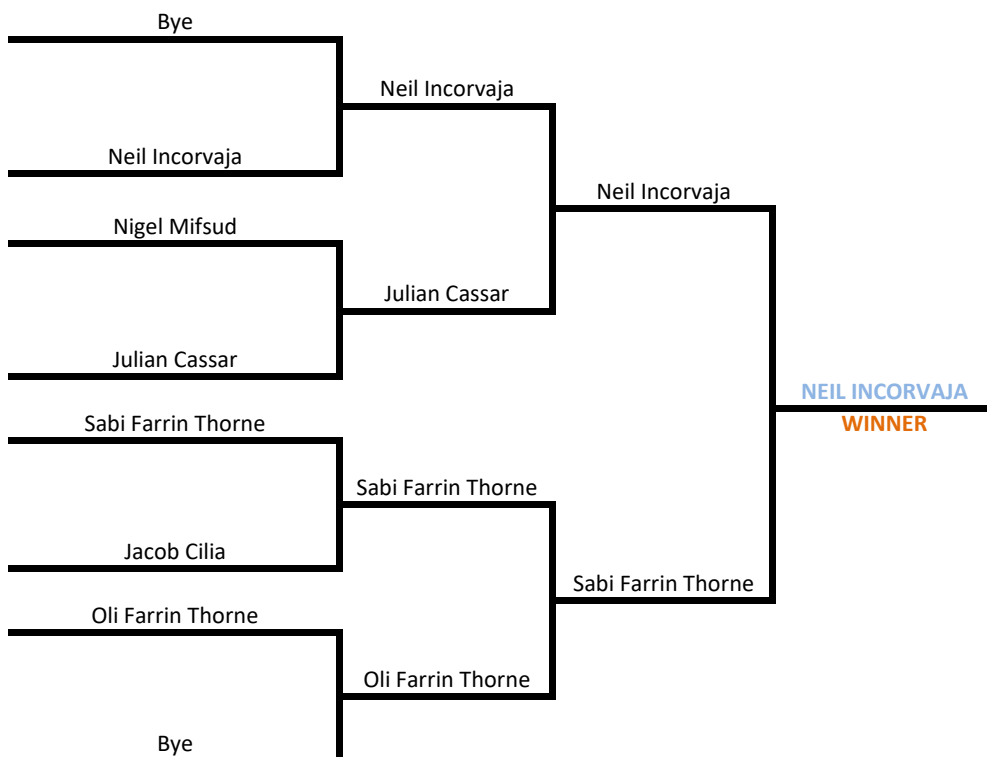 Bye
Neil Incorvaja
Neil Incorvaja
Neil Incorvaja
Nigel Mifsud
Julian Cassar
Julian Cassar
NEIL INCORVAJA
WINNER
Sabi Farrin Thorne
Sabi Farrin Thorne
Jacob Cilia
Sabi Farrin Thorne
Oli Farrin Thorne
Oli Farrin Thorne
Bye